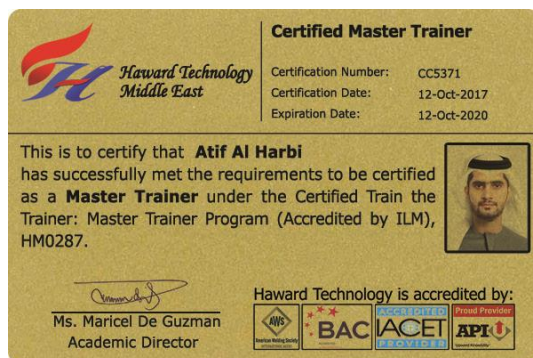 Haward Technology
Middle East
Certified Master Trainer
Certification Number: CC5371
Certification Date: 12-Oct-2017
Expiration Date: 12-Oct-2020
This is to certify that Atif Al Harbi
has successfully met the requirements to be certified
as a Master Trainer under the Certified Train the
Trainer: Master Trainer Program (Accredited by ILM),
HM0287.
Ms. Maricel De Guzman
Academic Director
Haward Technology is accredited by:
AWS
American Welding Society
BAC
ACCREDITED
IACET
PROVIDER
Proud Provider
API